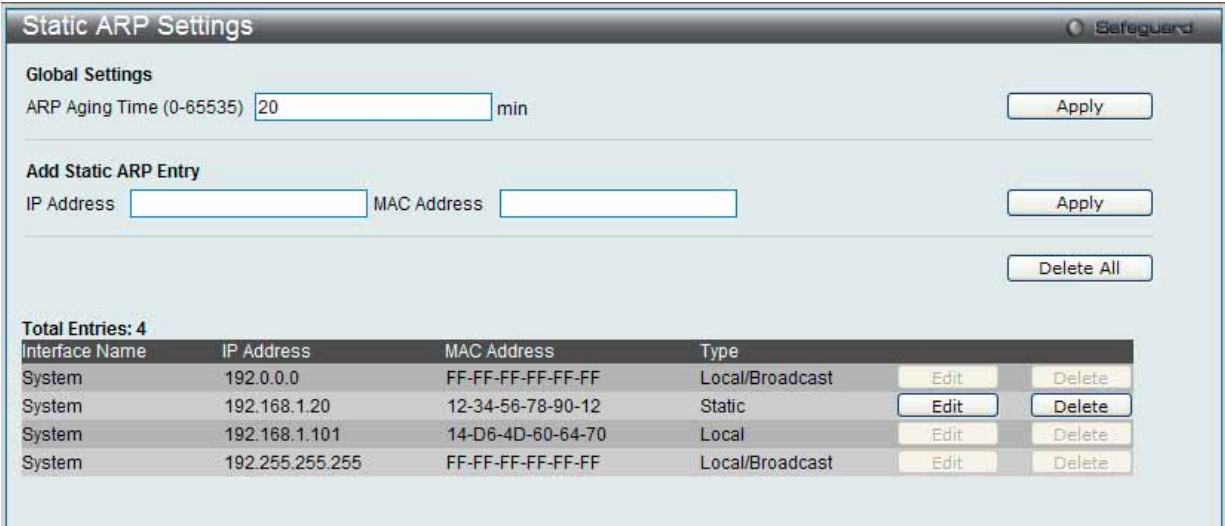 Static ARP Settings Safeguard
Global Settings
ARP Aging Time (0-65535) 20 min Apply
Add Static ARP Entry
IP Address MAC Address Apply
Delete All
Total Entries: 4
Interface Name IP Address MAC Address Type
System 192.0.0.0 FF-FF-FF-FF-FF-FF Local/Broadcast Edit Delete
System 192.168.1.20 12-34-56-78-90-12 Static Edit Delete
System 192.168.1.101 14-D6-4D-60-64-70 Local Edit Delete
System 192.255.255.255 FF-FF-FF-FF-FF-FF Local/Broadcast Edit Delete